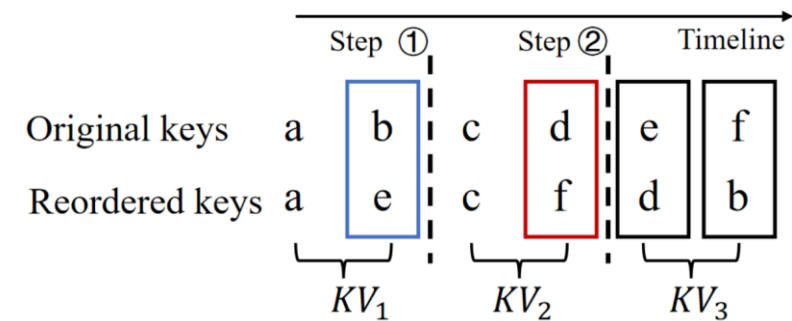 Step ① Step ② Timeline
Original keys a b c d e f
Reordered keys a e c f d b
KV₁ KV₂ KV₃